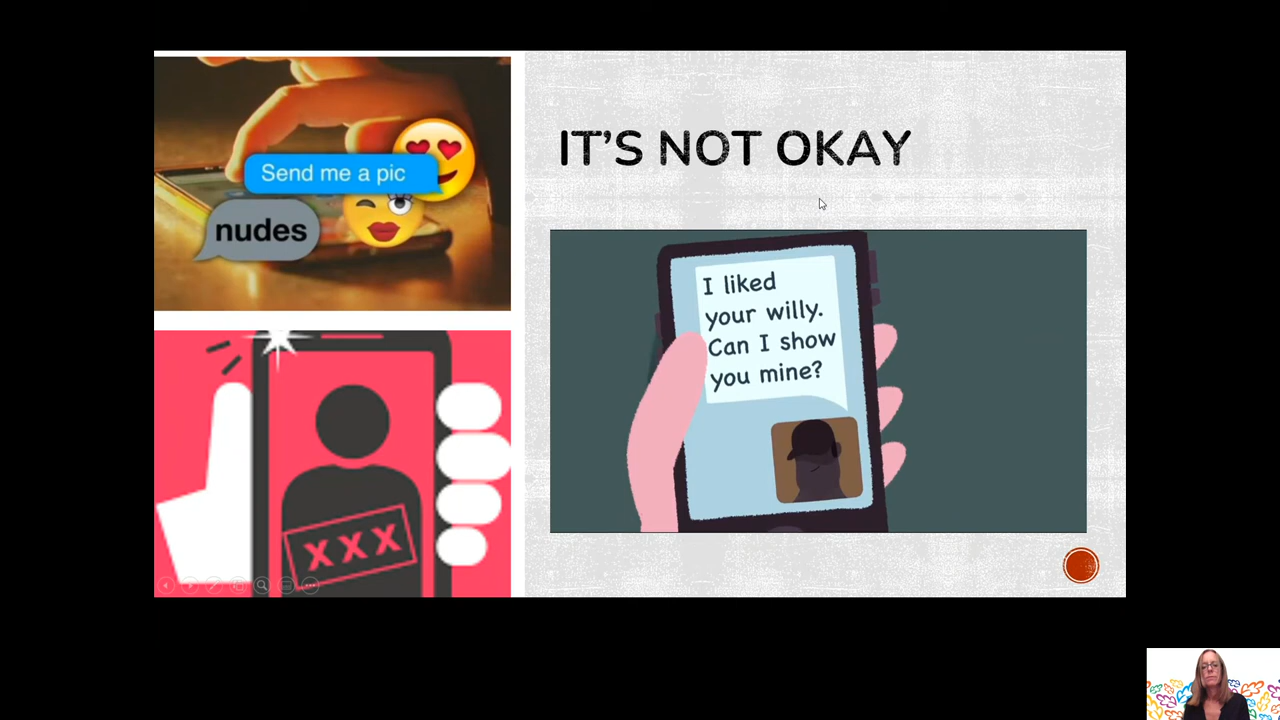 Send me a pic
nudes
IT'S NOT OKAY
I liked
your willy.
Can I show
you mine?
XXX